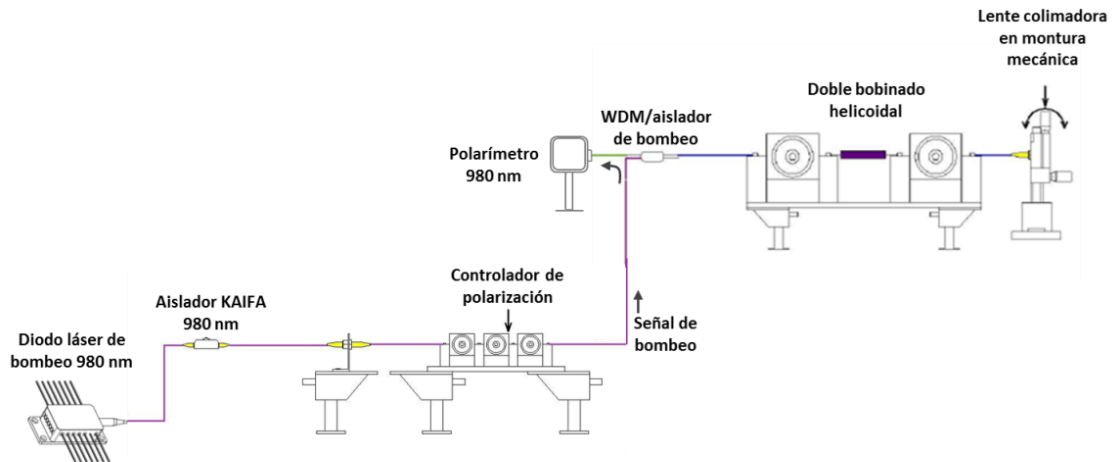 Lente colimadora
en montura
mecánica
Doble bobinado
helicoidal
WDM/aislador
de bombeo
Polarímetro
980 nm
Controlador de
polarización
Aislador KAIFA
980 nm
Señal de
bombeo
Diodo láser de
bombeo 980 nm